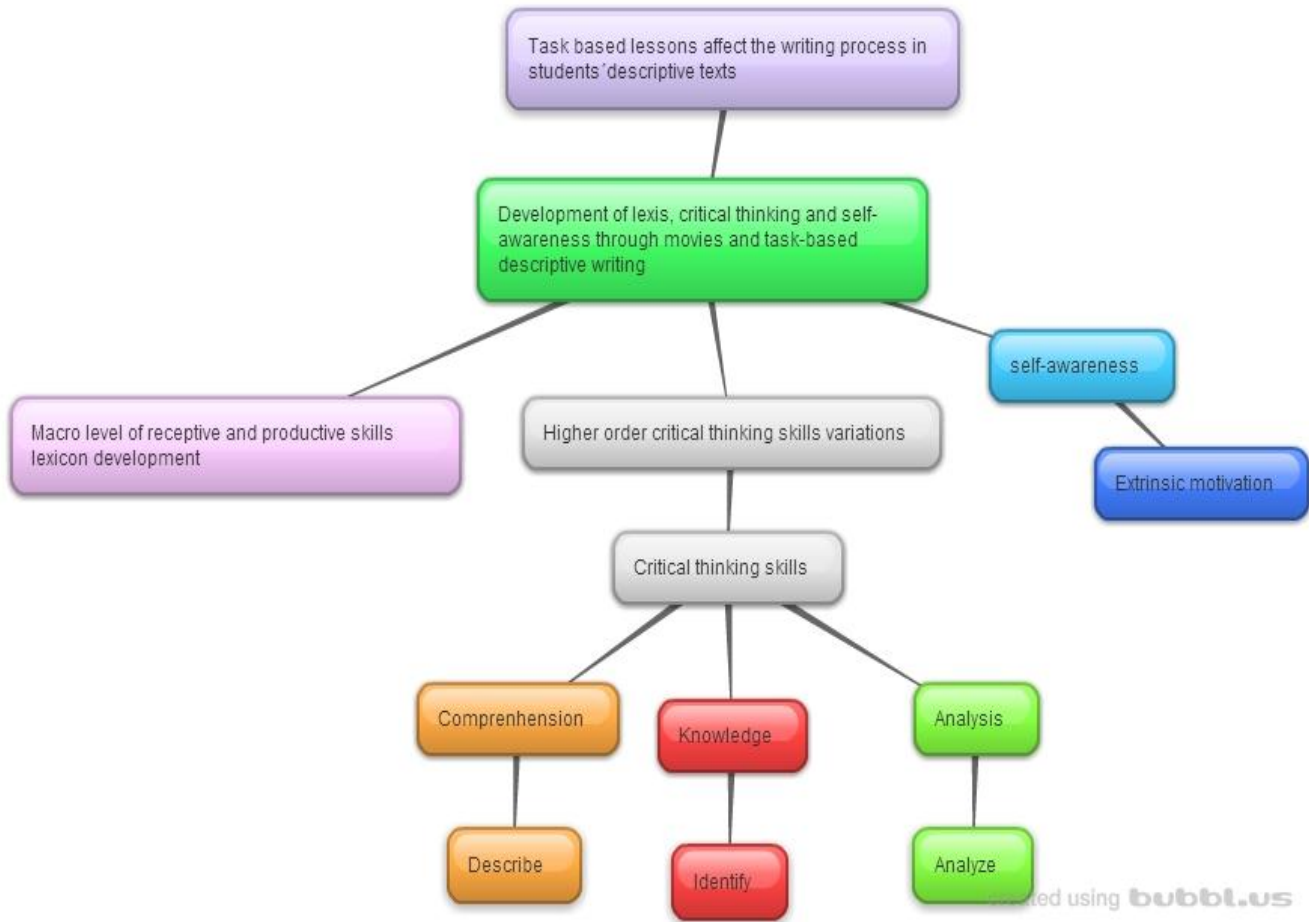 Task based lessons affect the writing process in
students´descriptive texts
Development of lexis, critical thinking and self-
awareness through movies and task-based
descriptive writing
self-awareness
Macro level of receptive and productive skills
lexicon development
Higher order critical thinking skills variations
Extrinsic motivation
Critical thinking skills
Comprenhension
Knowledge
Analysis
Describe
Identify
Analyze
created using bubbl.us